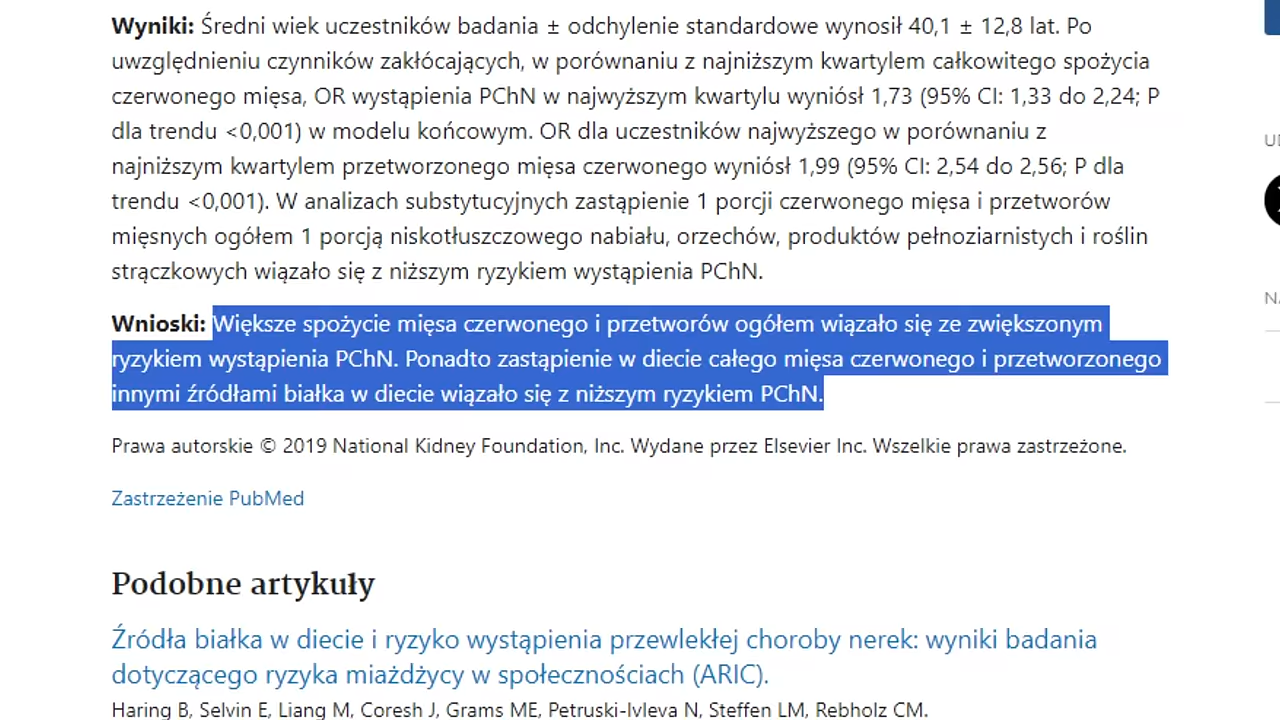 Wyniki: Średni wiek uczestników badania ± odchylenie standardowe wynosił 40,1 ± 12,8 lat. Po
uwzględnieniu czynników zakłócających, w porównaniu z najniższym kwartylem całkowitego spożycia
czerwonego mięsa, OR wystąpienia PChN w najwyższym kwartylu wyniósł 1,73 (95% CI: 1,33 do 2,24; P
dla trendu <0,001) w modelu końcowym. OR dla uczestników najwyższego w porównaniu z
najniższym kwartylem przetworzonego mięsa czerwonego wyniósł 1,99 (95% CI: 2,54 do 2,56; P dla
trendu <0,001). W analizach substytucyjnych zastąpienie 1 porcji czerwonego mięsa i przetworów
mięsnych ogółem 1 porcją niskotłuszczowego nabiału, orzechów, produktów pełnoziarnistych i roślin
strączkowych wiązało się z niższym ryzykiem wystąpienia PChN.
Wnioski: Większe spożycie mięsa czerwonego i przetworów ogółem wiązało się ze zwiększonym
ryzykiem wystąpienia PChN. Ponadto zastąpienie w diecie całego mięsa czerwonego i przetworzonego
innymi źródłami białka w diecie wiązało się z niższym ryzykiem PChN.
Prawa autorskie © 2019 National Kidney Foundation, Inc. Wydane przez Elsevier Inc. Wszelkie prawa zastrzeżone.
Zastrzeżenie PubMed
Podobne artykuły
Źródła białka w diecie i ryzyko wystąpienia przewlekłej choroby nerek: wyniki badania
dotyczącego ryzyka miażdżycy w społecznościach (ARIC).
Haring B, Selvin E, Liang M, Coresh J, Grams ME, Petruski-Ivleva N, Steffen LM, Rebholz CM.